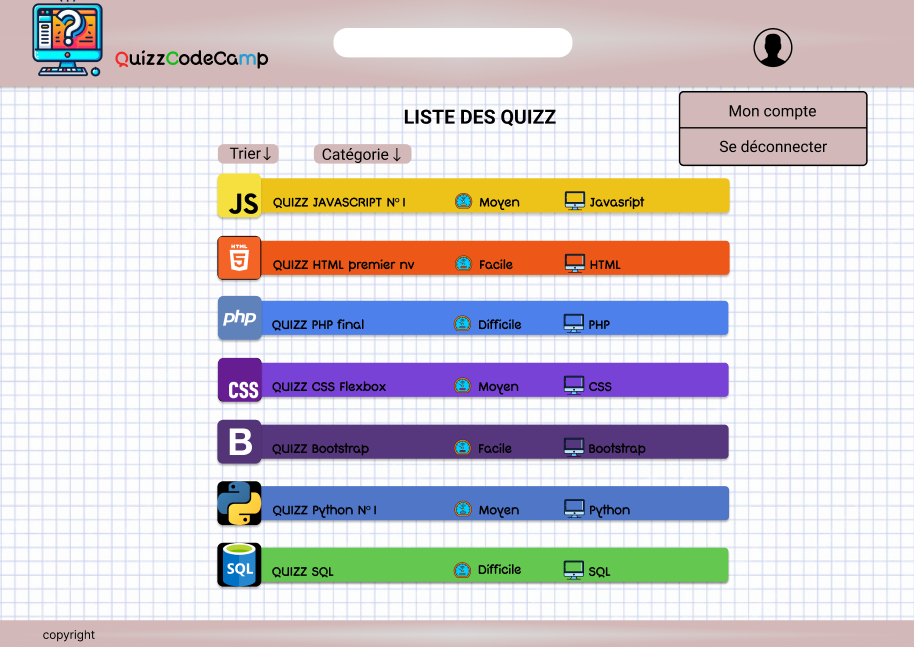 ?
QuizzCodeCamp
LISTE DES QUIZZ
Mon compte
Se déconnecter
Trier↓ Catégorie ↓
JS QUIZZ JAVASCRIPT N° 1 Moyen Javasript
HTML 5 QUIZZ HTML premier nv Facile HTML
php QUIZZ PHP final Difficile PHP
CSS QUIZZ CSS Flexbox Moyen CSS
B QUIZZ Bootstrap Facile Bootstrap
QUIZZ Python N° 1 Moyen Python
SQL QUIZZ SQL Difficile SQL
copyright